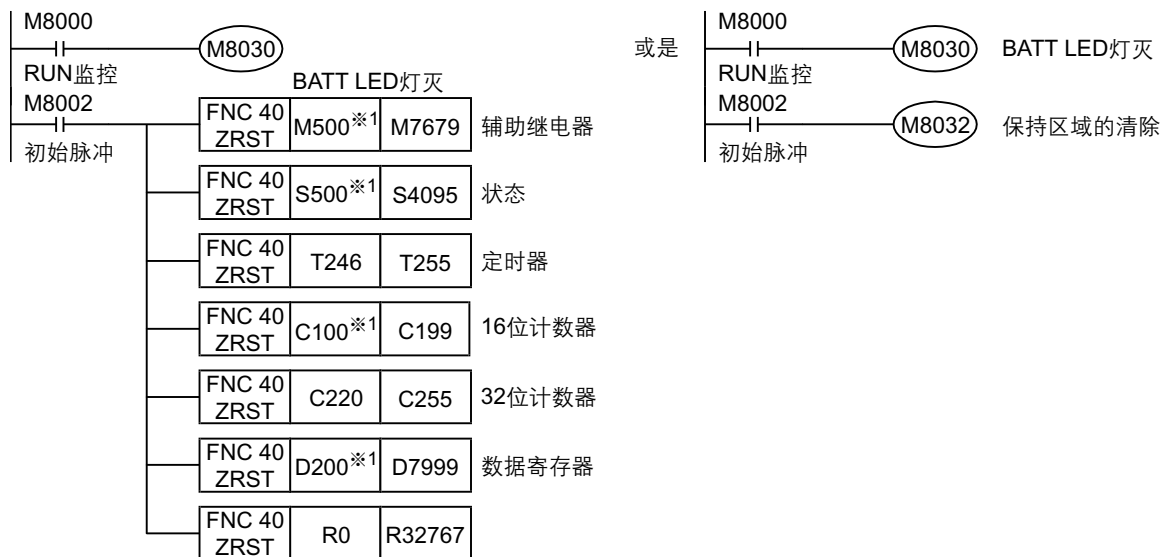 M8000
M8030
RUN监控
BATT LED灯灭
M8002
初始脉冲
FNC 40
ZRST
M500※1
M7679
辅助继电器
FNC 40
ZRST
S500※1
S4095
状态
FNC 40
ZRST
T246
T255
定时器
FNC 40
ZRST
C100※1
C199
16位计数器
FNC 40
ZRST
C220
C255
32位计数器
FNC 40
ZRST
D200※1
D7999
数据寄存器
FNC 40
ZRST
R0
R32767
或是
M8000
M8030
BATT LED灯灭
RUN监控
M8002
M8032
保持区域的清除
初始脉冲